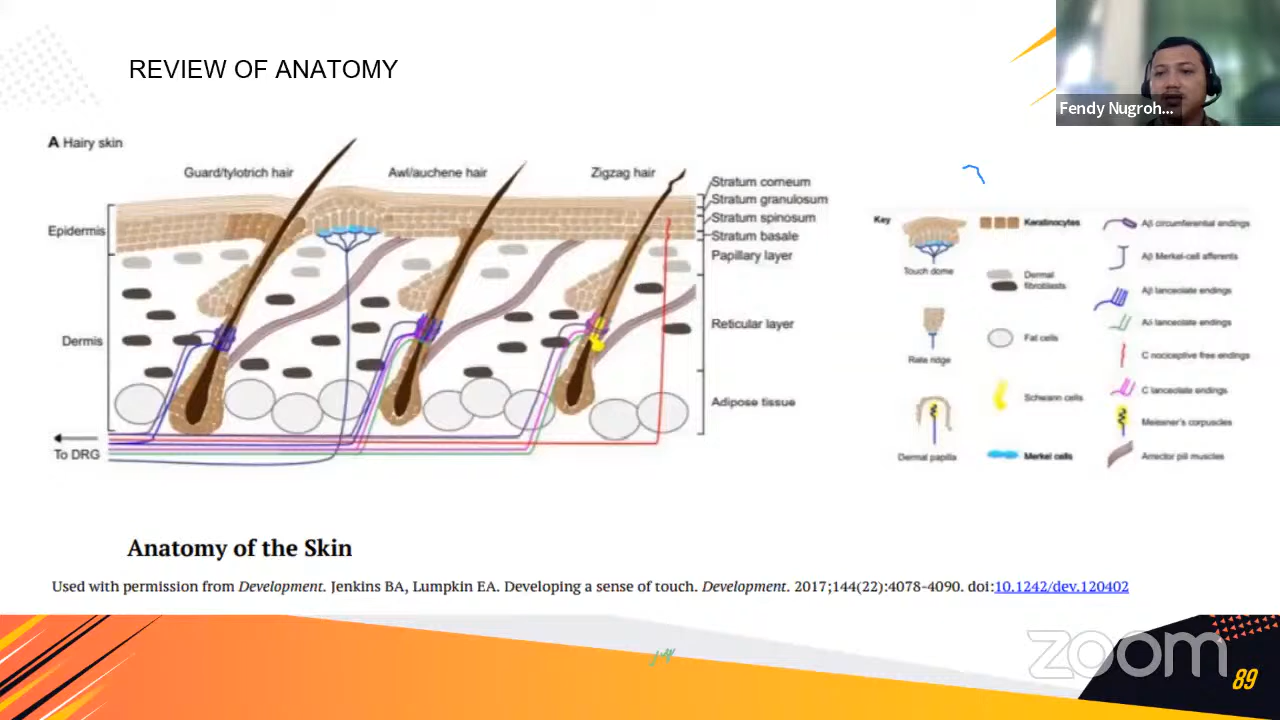 REVIEW OF ANATOMY
Fendy Nugroh...
A Hairy skin
Guard/tylotrich hair
Awl/auchene hair
Zigzag hair
Stratum corneum
Stratum granulosum
Stratum spinosum
Stratum basale
Papillary layer
Epidermis
Reticular layer
Dermis
Adipose tissue
To DRG
Key
Touch dome
Rete ridge
Dermal papilla
Keratinocytes
Dermal
fibroblasts
Fat cells
Schwann cells
Merkel cells
Aβ circumferential endings
Aβ Merkel-cell afferents
Aβ lanceolate endings
Aδ lanceolate endings
C nociceptive free endings
C lanceolate endings
Meissner's corpuscles
Arrector pili muscles
Anatomy of the Skin
Used with permission from Development. Jenkins BA, Lumpkin EA. Developing a sense of touch. Development. 2017;144(22):4078-4090. doi:10.1242/dev.120402
zoom
89